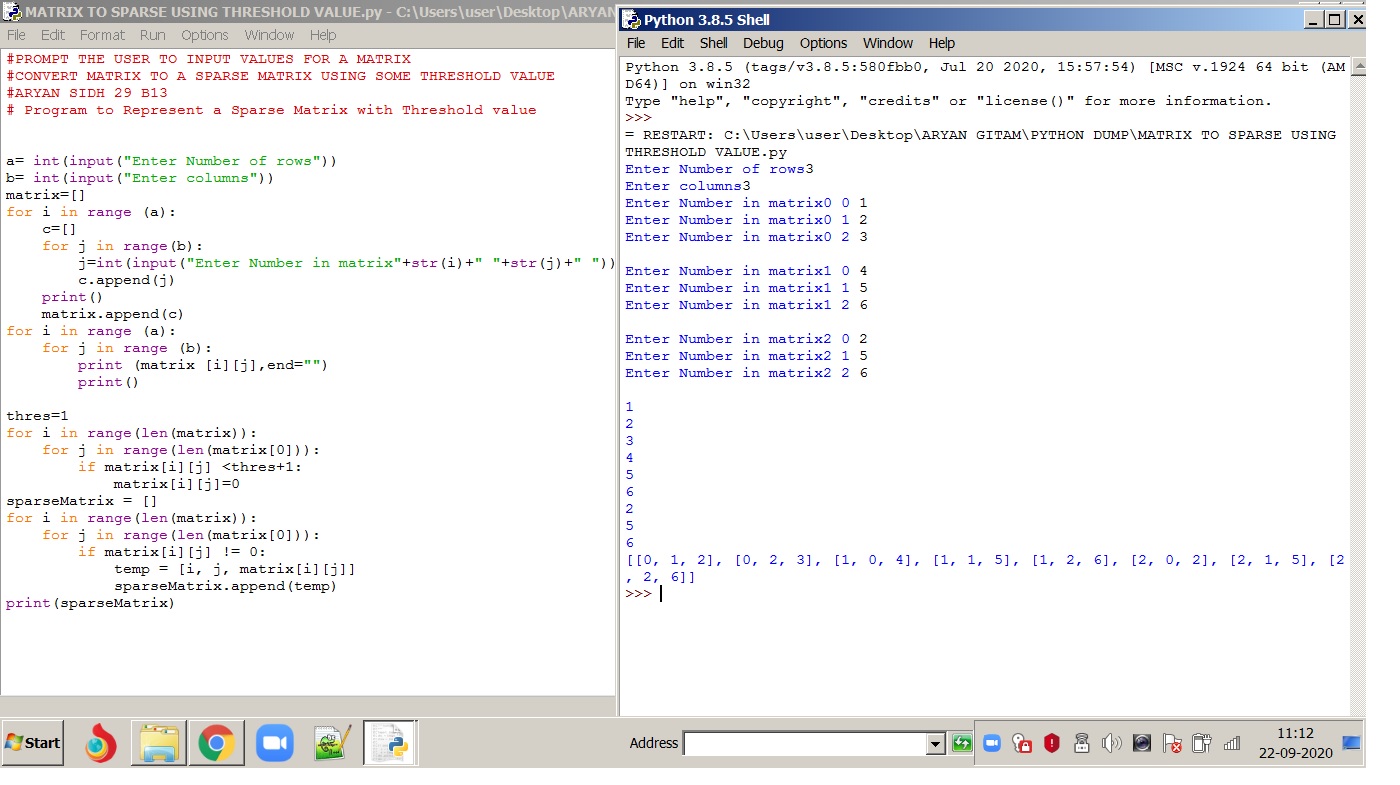 MATRIX TO SPARSE USING THRESHOLD VALUE.py - C:\Users\user\Desktop\ARYAN
File Edit Format Run Options Window Help
#PROMPT THE USER TO INPUT VALUES FOR A MATRIX
#CONVERT MATRIX TO A SPARSE MATRIX USING SOME THRESHOLD VALUE
#ARYAN SIDH 29 B13
# Program to Represent a Sparse Matrix with Threshold value
a= int(input("Enter Number of rows"))
b= int(input("Enter columns"))
matrix=[]
for i in range (a):
    c=[]
    for j in range(b):
        j=int(input("Enter Number in matrix"+str(i)+" "+str(j)+" "))
        c.append(j)
    print()
    matrix.append(c)
for i in range (a):
    for j in range (b):
        print (matrix [i][j],end="")
        print()
thres=1
for i in range(len(matrix)):
    for j in range(len(matrix[0])):
        if matrix[i][j] <thres+1:
            matrix[i][j]=0
sparseMatrix = []
for i in range(len(matrix)):
    for j in range(len(matrix[0])):
        if matrix[i][j] != 0:
            temp = [i, j, matrix[i][j]]
            sparseMatrix.append(temp)
print(sparseMatrix)
Python 3.8.5 Shell
File Edit Shell Debug Options Window Help
Python 3.8.5 (tags/v3.8.5:580fbb0, Jul 20 2020, 15:57:54) [MSC v.1924 64 bit (AM
D64)] on win32
Type "help", "copyright", "credits" or "license()" for more information.
>>>
= RESTART: C:\Users\user\Desktop\ARYAN GITAM\PYTHON DUMP\MATRIX TO SPARSE USING
THRESHOLD VALUE.py
Enter Number of rows3
Enter columns3
Enter Number in matrix0 0 1
Enter Number in matrix0 1 2
Enter Number in matrix0 2 3
Enter Number in matrix1 0 4
Enter Number in matrix1 1 5
Enter Number in matrix1 2 6
Enter Number in matrix2 0 2
Enter Number in matrix2 1 5
Enter Number in matrix2 2 6
1
2
3
4
5
6
2
5
6
[[0, 1, 2], [0, 2, 3], [1, 0, 4], [1, 1, 5], [1, 2, 6], [2, 0, 2], [2, 1, 5], [2
, 2, 6]]
>>>
Start
Address
11:12
22-09-2020